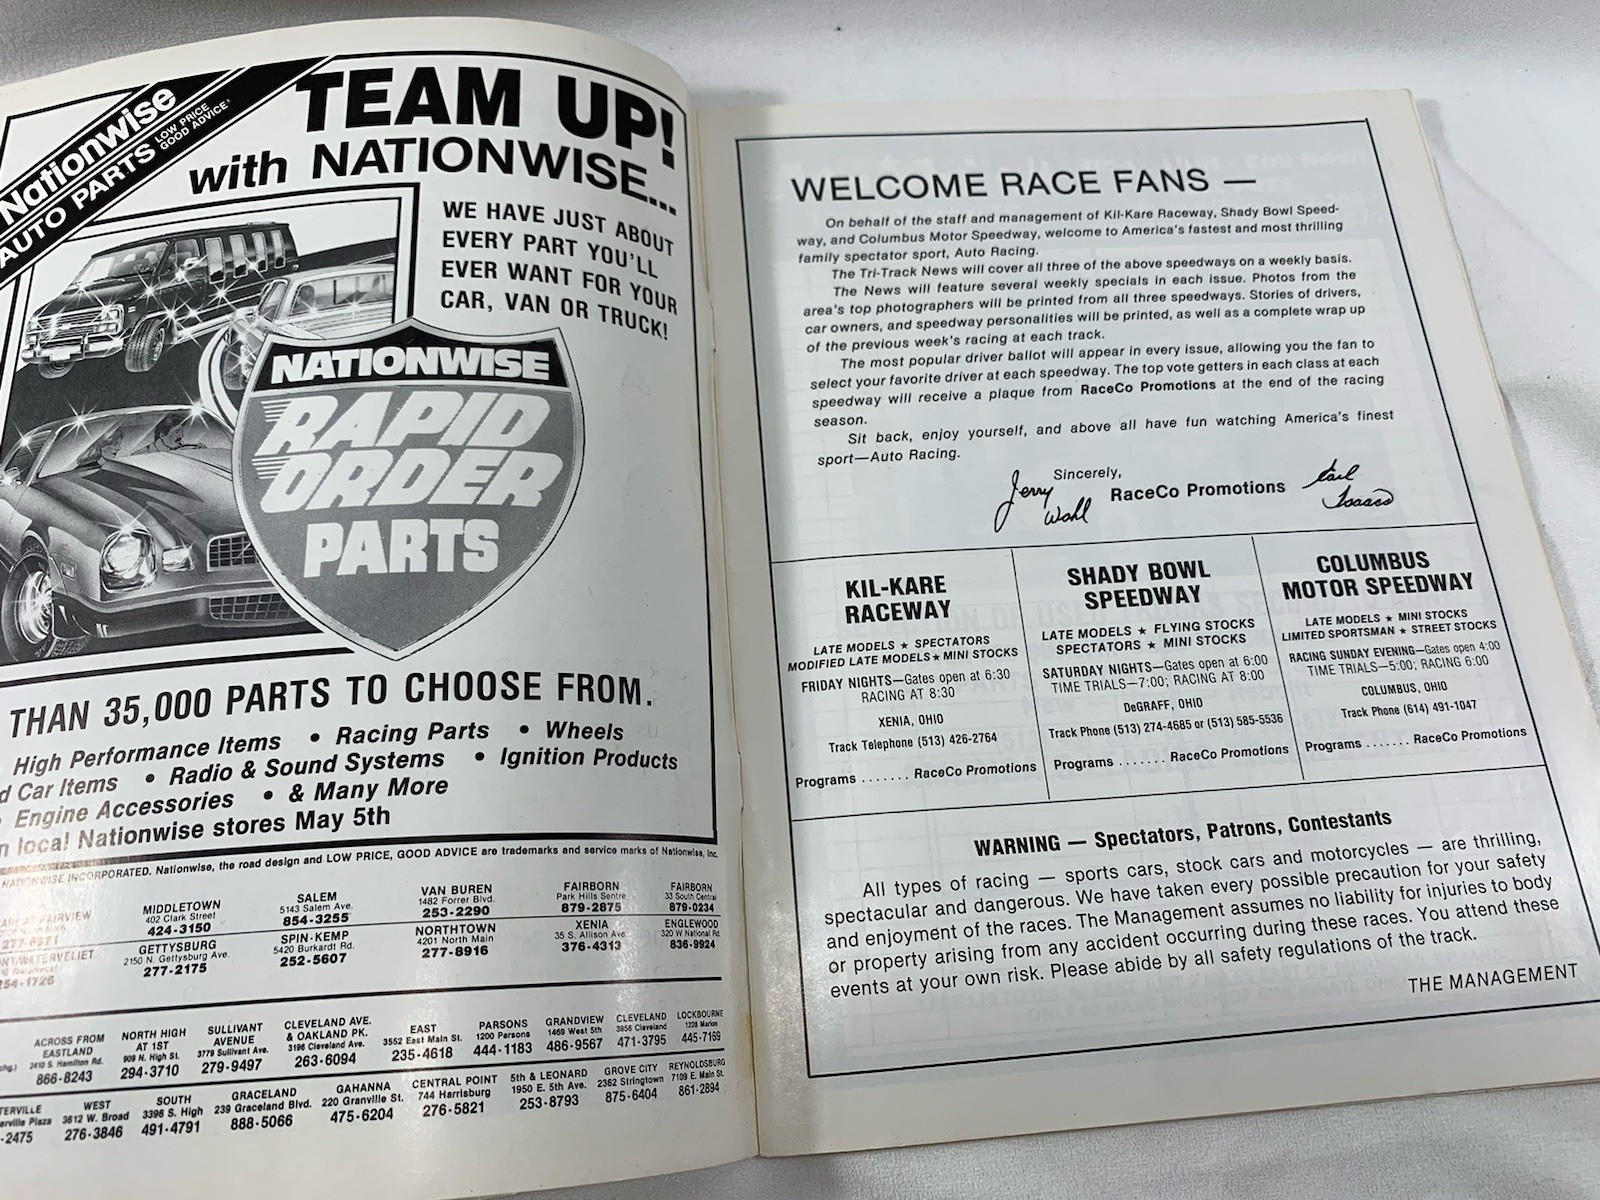 Nationwise
AUTO PARTS
LOW PRICE
GOOD ADVICE
TEAM UP!
with NATIONWISE...
WE HAVE JUST ABOUT
EVERY PART YOU'LL
EVER WANT FOR YOUR
CAR, VAN OR TRUCK!
NATIONWISE
RAPID
ORDER
PARTS
THAN 35,000 PARTS TO CHOOSE FROM.
High Performance Items • Racing Parts • Wheels
Car Items • Radio & Sound Systems • Ignition Products
• Engine Accessories • & Many More
local Nationwise stores May 5th
NATIONWISE INCORPORATED. Nationwise, the road design and LOW PRICE, GOOD ADVICE are trademarks and service marks of Nationwise, Inc.
MIDDLETOWN
402 Clark Street
424-3150
SALEM
5143 Salem Ave.
854-3255
VAN BUREN
1482 Forrer Blvd.
253-2290
FAIRBORN
Park Hills Sentre
879-2875
FAIRBORN
33 South Central
879-0234
GETTYSBURG
2150 N. Gettysburg Ave.
277-2175
SPIN-KEMP
5420 Burkardt Rd.
252-5607
NORTHTOWN
4201 North Main
277-8916
XENIA
35 S. Allison Ave.
376-4313
ENGLEWOOD
320 W National Rd.
836-9924
ACROSS FROM
EASTLAND
2410 S. Hamilton Rd.
866-8243
NORTH HIGH
AT 1ST
909 N. High St.
294-3710
SULLIVANT
AVENUE
3779 Sullivant Ave.
279-9497
CLEVELAND AVE.
& OAKLAND PK.
3196 Cleveland Ave.
263-6094
EAST
3552 East Main St.
235-4618
PARSONS
1200 Parsons
444-1183
GRANDVIEW
1469 West 5th
486-9567
CLEVELAND
3856 Cleveland
471-3795
LOCKBOURNE
1228 Marion
445-7169
-2475
WEST
3612 W. Broad
276-3846
SOUTH
3396 S. High
491-4791
GRACELAND
239 Graceland Blvd.
888-5066
GAHANNA
220 Granville St.
475-6204
CENTRAL POINT
744 Harrisburg
276-5821
5th & LEONARD
1950 E. 5th Ave.
253-8793
GROVE CITY
2362 Stringtown
875-6404
REYNOLDSBURG
7109 E. Main St.
861-2894
WELCOME RACE FANS —
On behalf of the staff and management of Kil-Kare Raceway, Shady Bowl Speed-
way, and Columbus Motor Speedway, welcome to America's fastest and most thrilling
family spectator sport, Auto Racing.
The Tri-Track News will cover all three of the above speedways on a weekly basis.
The News will feature several weekly specials in each issue. Photos from the
area's top photographers will be printed from all three speedways. Stories of drivers,
car owners, and speedway personalities will be printed, as well as a complete wrap up
of the previous week's racing at each track.
The most popular driver ballot will appear in every issue, allowing you the fan to
select your favorite driver at each speedway. The top vote getters in each class at each
speedway will receive a plaque from RaceCo Promotions at the end of the racing
season.
Sit back, enjoy yourself, and above all have fun watching America's finest
sport—Auto Racing.
Sincerely,
Jerry Wahl RaceCo Promotions Earl Isaacs
KIL-KARE
RACEWAY
LATE MODELS ★ SPECTATORS
MODIFIED LATE MODELS ★ MINI STOCKS
FRIDAY NIGHTS—Gates open at 6:30
RACING AT 8:30
XENIA, OHIO
Track Telephone (513) 426-2764
Programs ....... RaceCo Promotions
SHADY BOWL
SPEEDWAY
LATE MODELS ★ FLYING STOCKS
SPECTATORS ★ MINI STOCKS
SATURDAY NIGHTS—Gates open at 6:00
TIME TRIALS—7:00; RACING AT 8:00
DeGRAFF, OHIO
Track Phone (513) 274-4685 or (513) 585-5536
Programs ....... RaceCo Promotions
COLUMBUS
MOTOR SPEEDWAY
LATE MODELS ★ MINI STOCKS
LIMITED SPORTSMAN ★ STREET STOCKS
RACING SUNDAY EVENING—Gates open 4:00
TIME TRIALS—5:00; RACING 6:00
COLUMBUS, OHIO
Track Phone (614) 491-1047
Programs ....... RaceCo Promotions
WARNING — Spectators, Patrons, Contestants
All types of racing — sports cars, stock cars and motorcycles — are thrilling,
spectacular and dangerous. We have taken every possible precaution for your safety
and enjoyment of the races. The Management assumes no liability for injuries to body
or property arising from any accident occurring during these races. You attend these
events at your own risk. Please abide by all safety regulations of the track.
THE MANAGEMENT